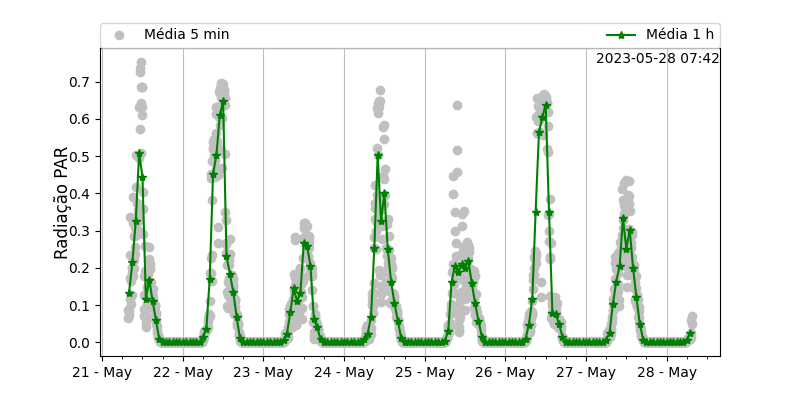 Média 5 min
Média 1 h
2023-05-28 07:42
Radiação PAR
0.7
0.6
0.5
0.4
0.3
0.2
0.1
0.0
21 - May
22 - May
23 - May
24 - May
25 - May
26 - May
27 - May
28 - May